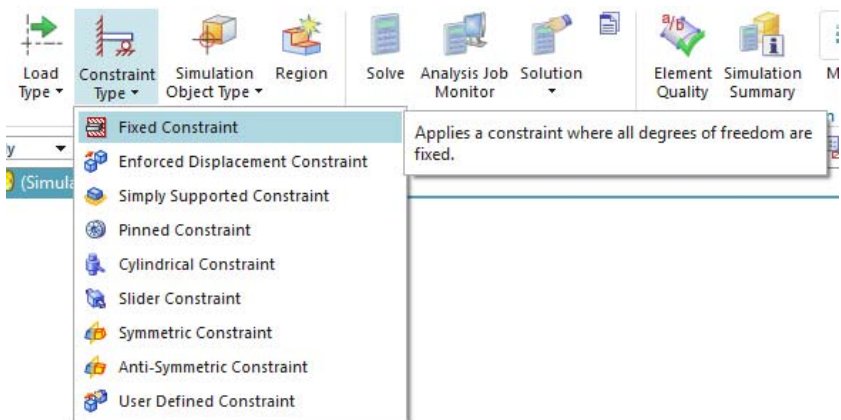 Load Type
Constraint Type
Simulation Object Type
Region
Solve
Analysis Job Monitor
Solution
a/b
Element Quality
Simulation Summary
Fixed Constraint
Applies a constraint where all degrees of freedom are
fixed.
Enforced Displacement Constraint
(Simula
Simply Supported Constraint
Pinned Constraint
Cylindrical Constraint
Slider Constraint
Symmetric Constraint
Anti-Symmetric Constraint
User Defined Constraint